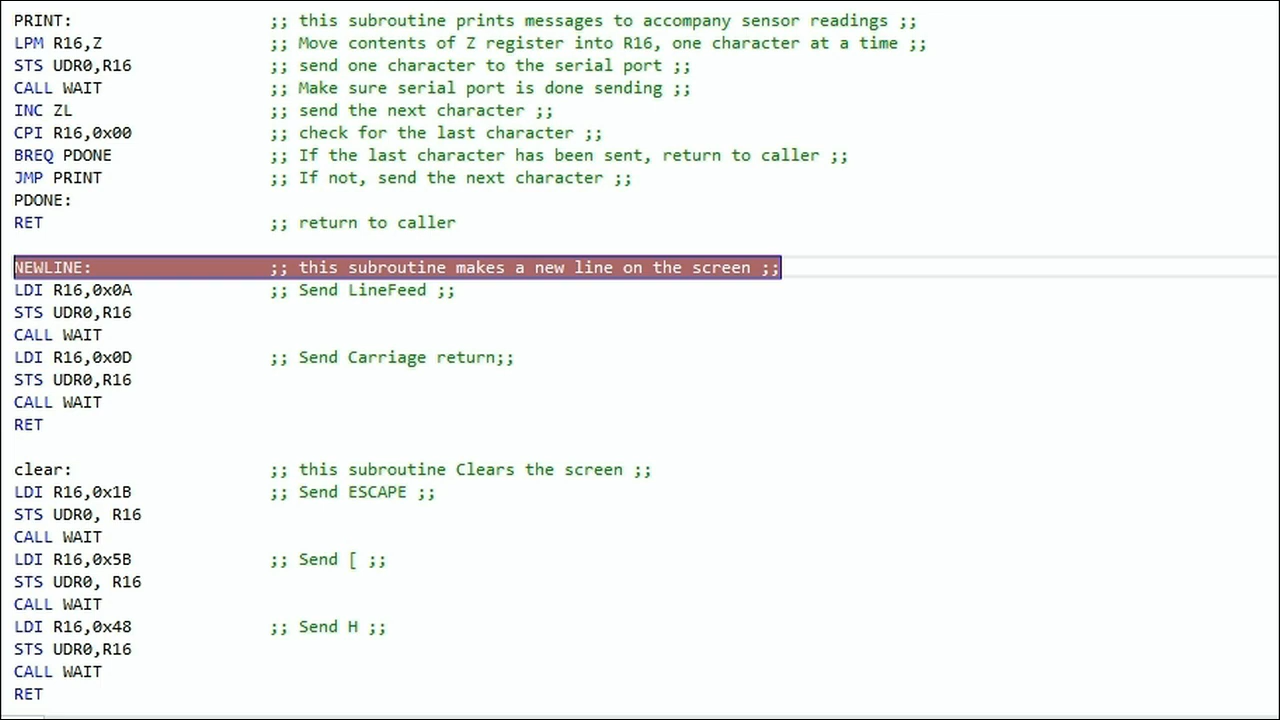 PRINT: ;; this subroutine prints messages to accompany sensor readings ;;
LPM R16,Z ;; Move contents of Z register into R16, one character at a time ;;
STS UDR0,R16 ;; send one character to the serial port ;;
CALL WAIT ;; Make sure serial port is done sending ;;
INC ZL ;; send the next character ;;
CPI R16,0x00 ;; check for the last character ;;
BREQ PDONE ;; If the last character has been sent, return to caller ;;
JMP PRINT ;; If not, send the next character ;;
PDONE:
RET ;; return to caller
NEWLINE: ;; this subroutine makes a new line on the screen ;;
LDI R16,0x0A ;; Send LineFeed ;;
STS UDR0,R16
CALL WAIT
LDI R16,0x0D ;; Send Carriage return;;
STS UDR0,R16
CALL WAIT
RET
clear: ;; this subroutine Clears the screen ;;
LDI R16,0x1B ;; Send ESCAPE ;;
STS UDR0, R16
CALL WAIT
LDI R16,0x5B ;; Send [ ;;
STS UDR0, R16
CALL WAIT
LDI R16,0x48 ;; Send H ;;
STS UDR0,R16
CALL WAIT
RET